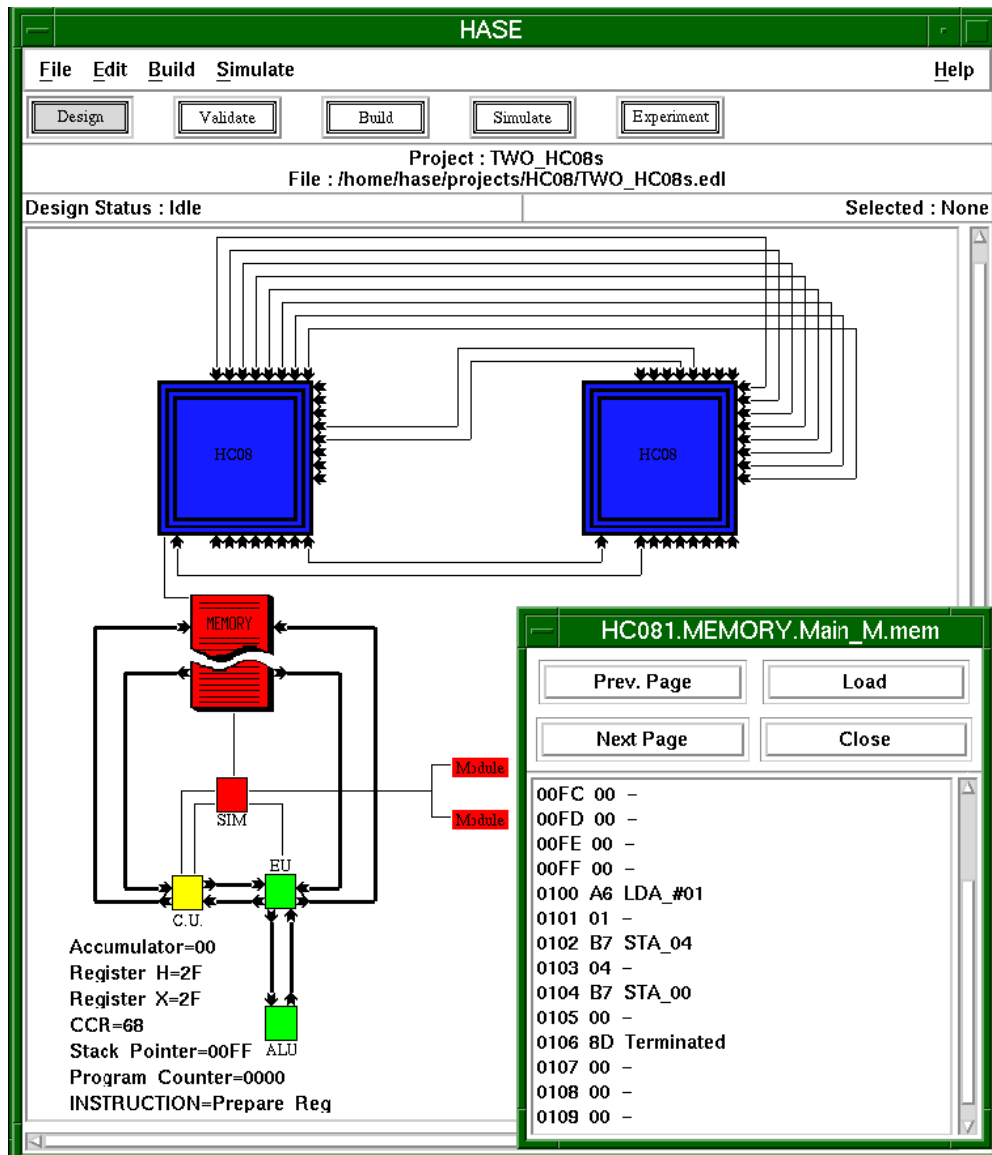 HASE
File Edit Build Simulate Help
Design Validate Build Simulate Experiment
Project : TWO_HC08s
File : /home/hase/projects/HC08/TWO_HC08s.edl
Design Status : Idle Selected : None
HC08 HC08
MEMORY
Module
SIM
Module
EU
C.U.
Accumulator=00
Register H=2F
Register X=2F
CCR=68
Stack Pointer=00FF
ALU
Program Counter=0000
INSTRUCTION=Prepare Reg
HC081.MEMORY.Main_M.mem
Prev. Page Load
Next Page Close
00FC 00 -
00FD 00 -
00FE 00 -
00FF 00 -
0100 A6 LDA_#01
0101 01 -
0102 B7 STA_04
0103 04 -
0104 B7 STA_00
0105 00 -
0106 8D Terminated
0107 00 -
0108 00 -
0109 00 -